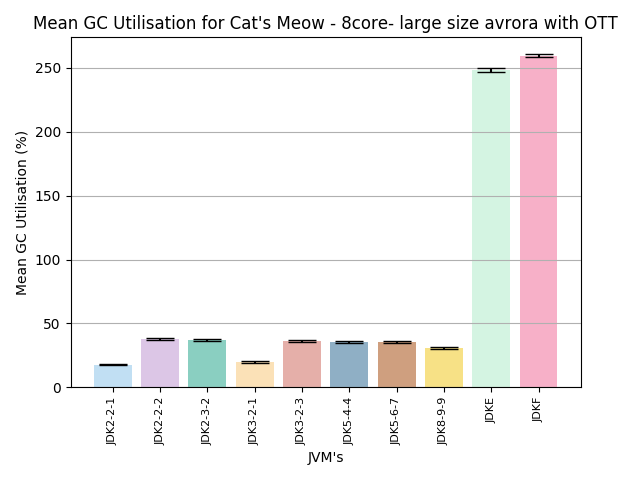 Mean GC Utilisation for Cat's Meow - 8core- large size avrora with OTT
Mean GC Utilisation (%)
250
200
150
100
50
0
JDK2-2-1
JDK2-2-2
JDK2-3-2
JDK3-2-1
JDK3-2-3
JDK5-4-4
JDK5-6-7
JDK8-9-9
JDKE
JDKF
JVM's